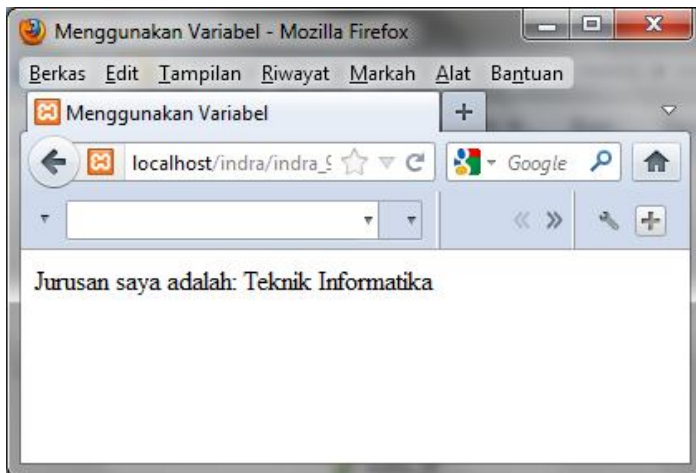 Menggunakan Variabel - Mozilla Firefox
Berkas Edit Tampilan Riwayat Markah Alat Bantuan
Menggunakan Variabel
localhost/indra/indra_9 Google
Jurusan saya adalah: Teknik Informatika